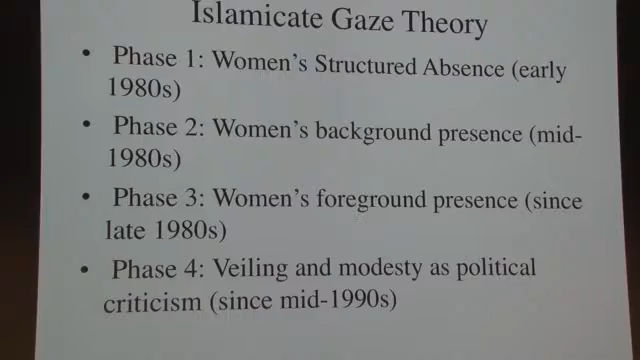 Islamicate Gaze Theory
• Phase 1: Women's Structured Absence (early
1980s)
• Phase 2: Women's background presence (mid-
1980s)
• Phase 3: Women's foreground presence (since
late 1980s)
• Phase 4: Veiling and modesty as political
criticism (since mid-1990s)